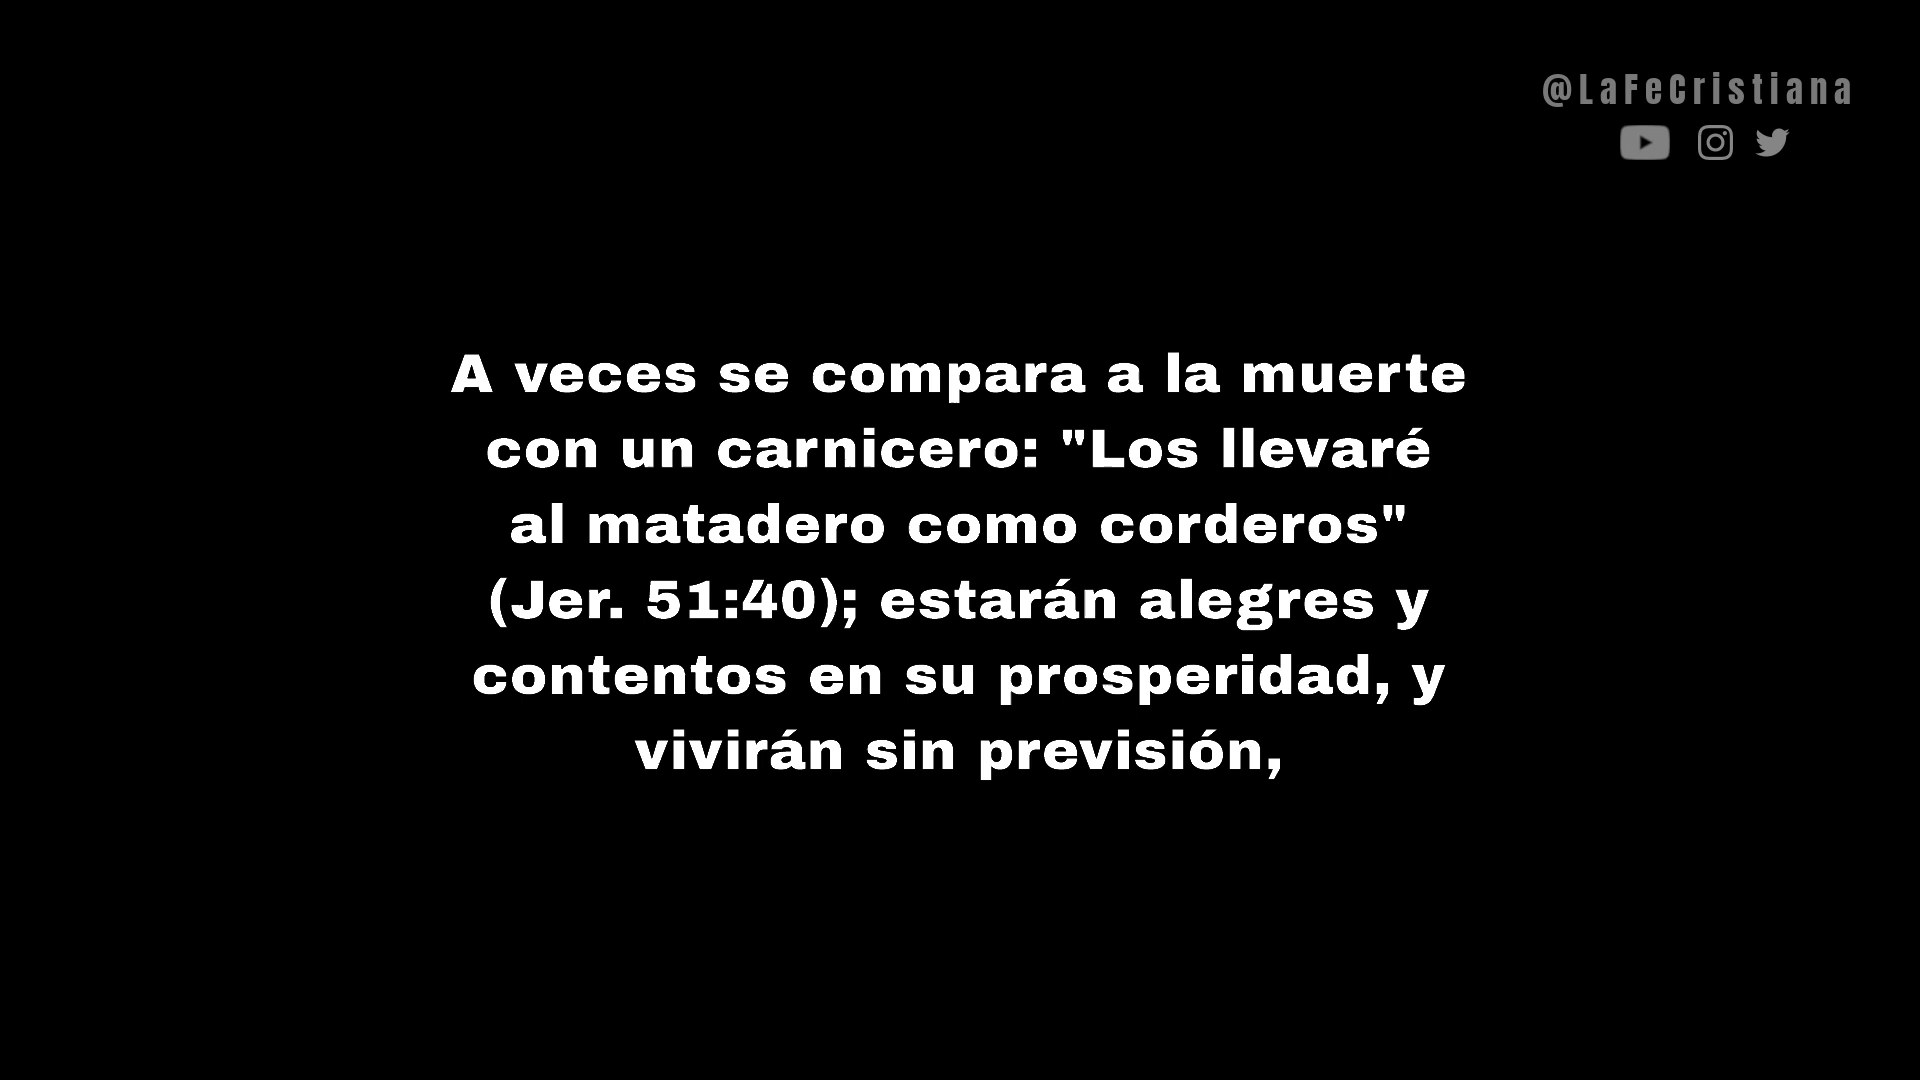 @LaFeCristiana
A veces se compara a la muerte
con un carnicero: "Los llevaré
al matadero como corderos"
(Jer. 51:40); estarán alegres y
contentos en su prosperidad, y
vivirán sin previsión,